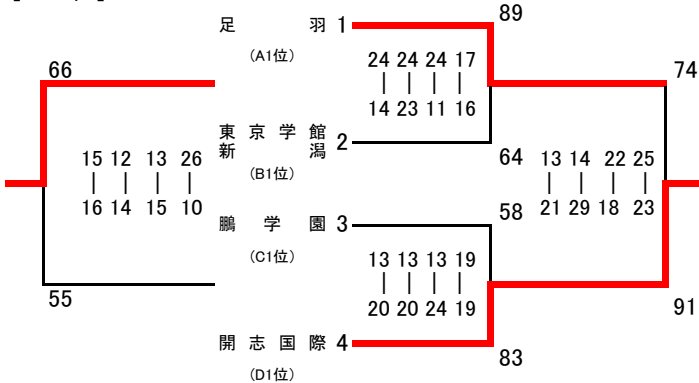 足羽 1
(A1位)
東京学館
新潟 2
(B1位)
鵬学園 3
(C1位)
開志国際 4
(D1位)
66
15 12 13 26
| | | |
16 14 15 10
55
89
24 24 24 17
| | | |
14 23 11 16
64
58
13 13 13 19
| | | |
20 20 24 19
83
74
13 14 22 25
| | | |
21 29 18 23
91